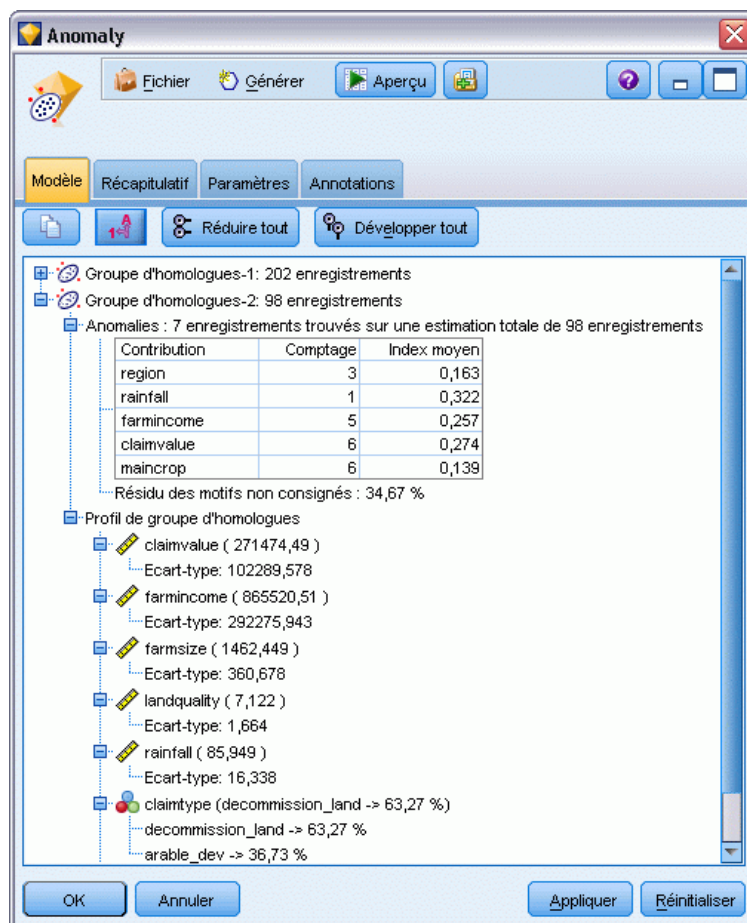 Anomaly
Fichier Générer Aperçu
Modèle Récapitulatif Paramètres Annotations
Réduire tout Développer tout
Groupe d'homologues-1: 202 enregistrements
Groupe d'homologues-2: 98 enregistrements
Anomalies : 7 enregistrements trouvés sur une estimation totale de 98 enregistrements
Contribution Comptage Index moyen
region 3 0,163
rainfall 1 0,322
farmincome 5 0,257
claimvalue 6 0,274
maincrop 6 0,139
Résidu des motifs non consignés : 34,67 %
Profil de groupe d'homologues
claimvalue ( 271474,49 )
Ecart-type: 102289,578
farmincome ( 865520,51 )
Ecart-type: 292275,943
farmsize ( 1462,449 )
Ecart-type: 360,678
landquality ( 7,122 )
Ecart-type: 1,664
rainfall ( 85,949 )
Ecart-type: 16,338
claimtype (decommission_land -> 63,27 %)
decommission_land -> 63,27 %
arable_dev -> 36,73 %
OK Annuler Appliquer Réinitialiser